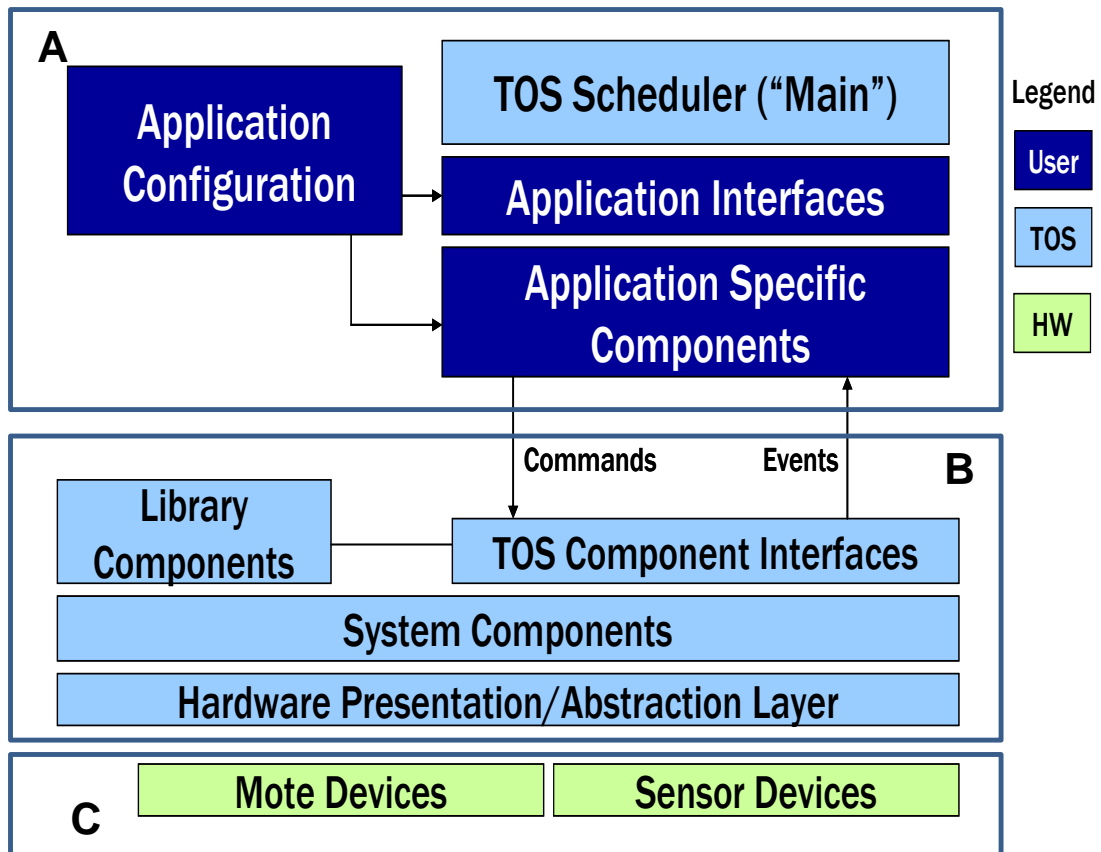 A
Application
Configuration
TOS Scheduler (“Main”)
Application Interfaces
Application Specific
Components
Legend
User
TOS
HW
Commands
Events
B
Library
Components
TOS Component Interfaces
System Components
Hardware Presentation/Abstraction Layer
C
Mote Devices
Sensor Devices